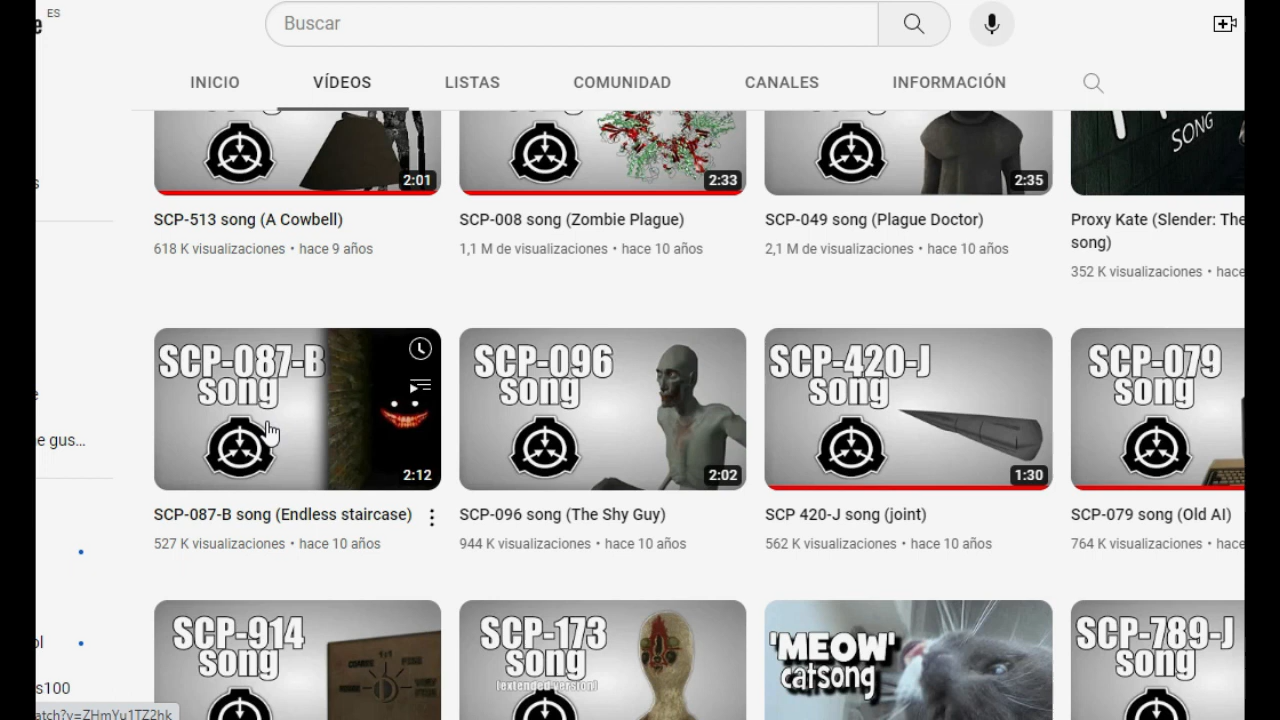 ES
Buscar
INICIO
VÍDEOS
LISTAS
COMUNIDAD
CANALES
INFORMACIÓN
SONG
2:01
2:33
2:35
SCP-513 song (A Cowbell)
SCP-008 song (Zombie Plague)
SCP-049 song (Plague Doctor)
Proxy Kate (Slender: The
song)
618 K visualizaciones • hace 9 años
1,1 M de visualizaciones • hace 10 años
2,1 M de visualizaciones • hace 10 años
352 K visualizaciones • hace
SCP-087-B
song
2:12
SCP-096
song
2:02
SCP-420-J
song
1:30
SCP-079
song
e gus...
SCP-087-B song (Endless staircase)
SCP-096 song (The Shy Guy)
SCP 420-J song (joint)
SCP-079 song (Old AI)
527 K visualizaciones • hace 10 años
944 K visualizaciones • hace 10 años
562 K visualizaciones • hace 10 años
764 K visualizaciones • hace
SCP-914
song
COARSE
1:1
FINE
SCP-173
song
(extended version)
'MEOW'
catsong
SCP-789-J
song
s100
atch?v=ZHmYu1TZ2hk